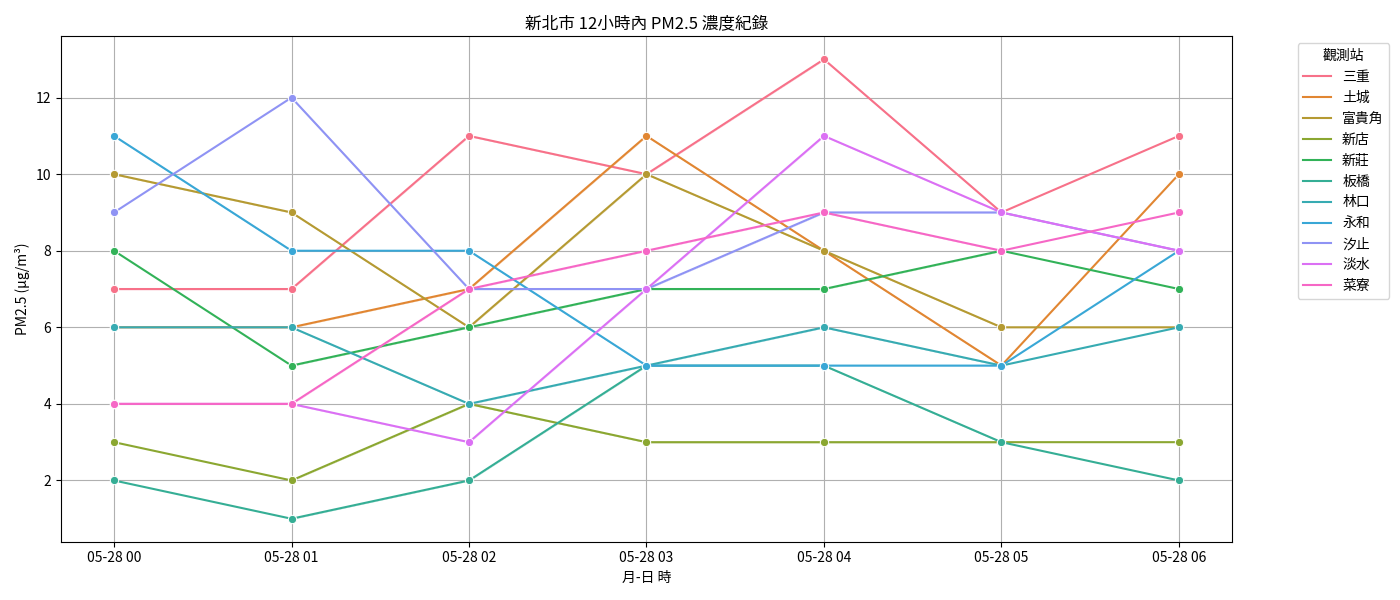 新北市 12小時內 PM2.5 濃度紀錄
PM2.5 (μg/m³)
12
10
8
6
4
2
05-28 00
05-28 01
05-28 02
05-28 03
05-28 04
05-28 05
05-28 06
月-日 時
觀測站
三重
土城
富貴角
新店
新莊
板橋
林口
永和
汐止
淡水
菜寮